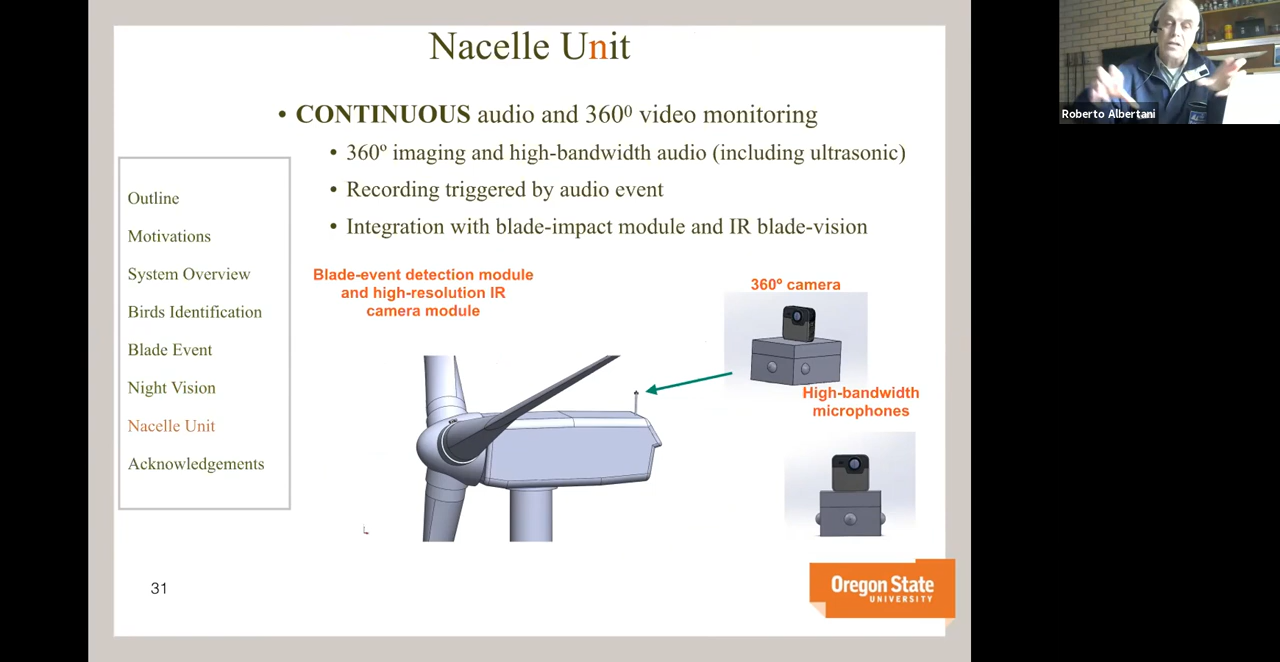 Nacelle Unit
• CONTINUOUS audio and 360⁰ video monitoring
• 360º imaging and high-bandwidth audio (including ultrasonic)
• Recording triggered by audio event
• Integration with blade-impact module and IR blade-vision
Outline
Motivations
System Overview
Birds Identification
Blade Event
Night Vision
Nacelle Unit
Acknowledgements
Blade-event detection module
and high-resolution IR
camera module
360º camera
High-bandwidth
microphones
31
Oregon State
UNIVERSITY
Roberto Albertani